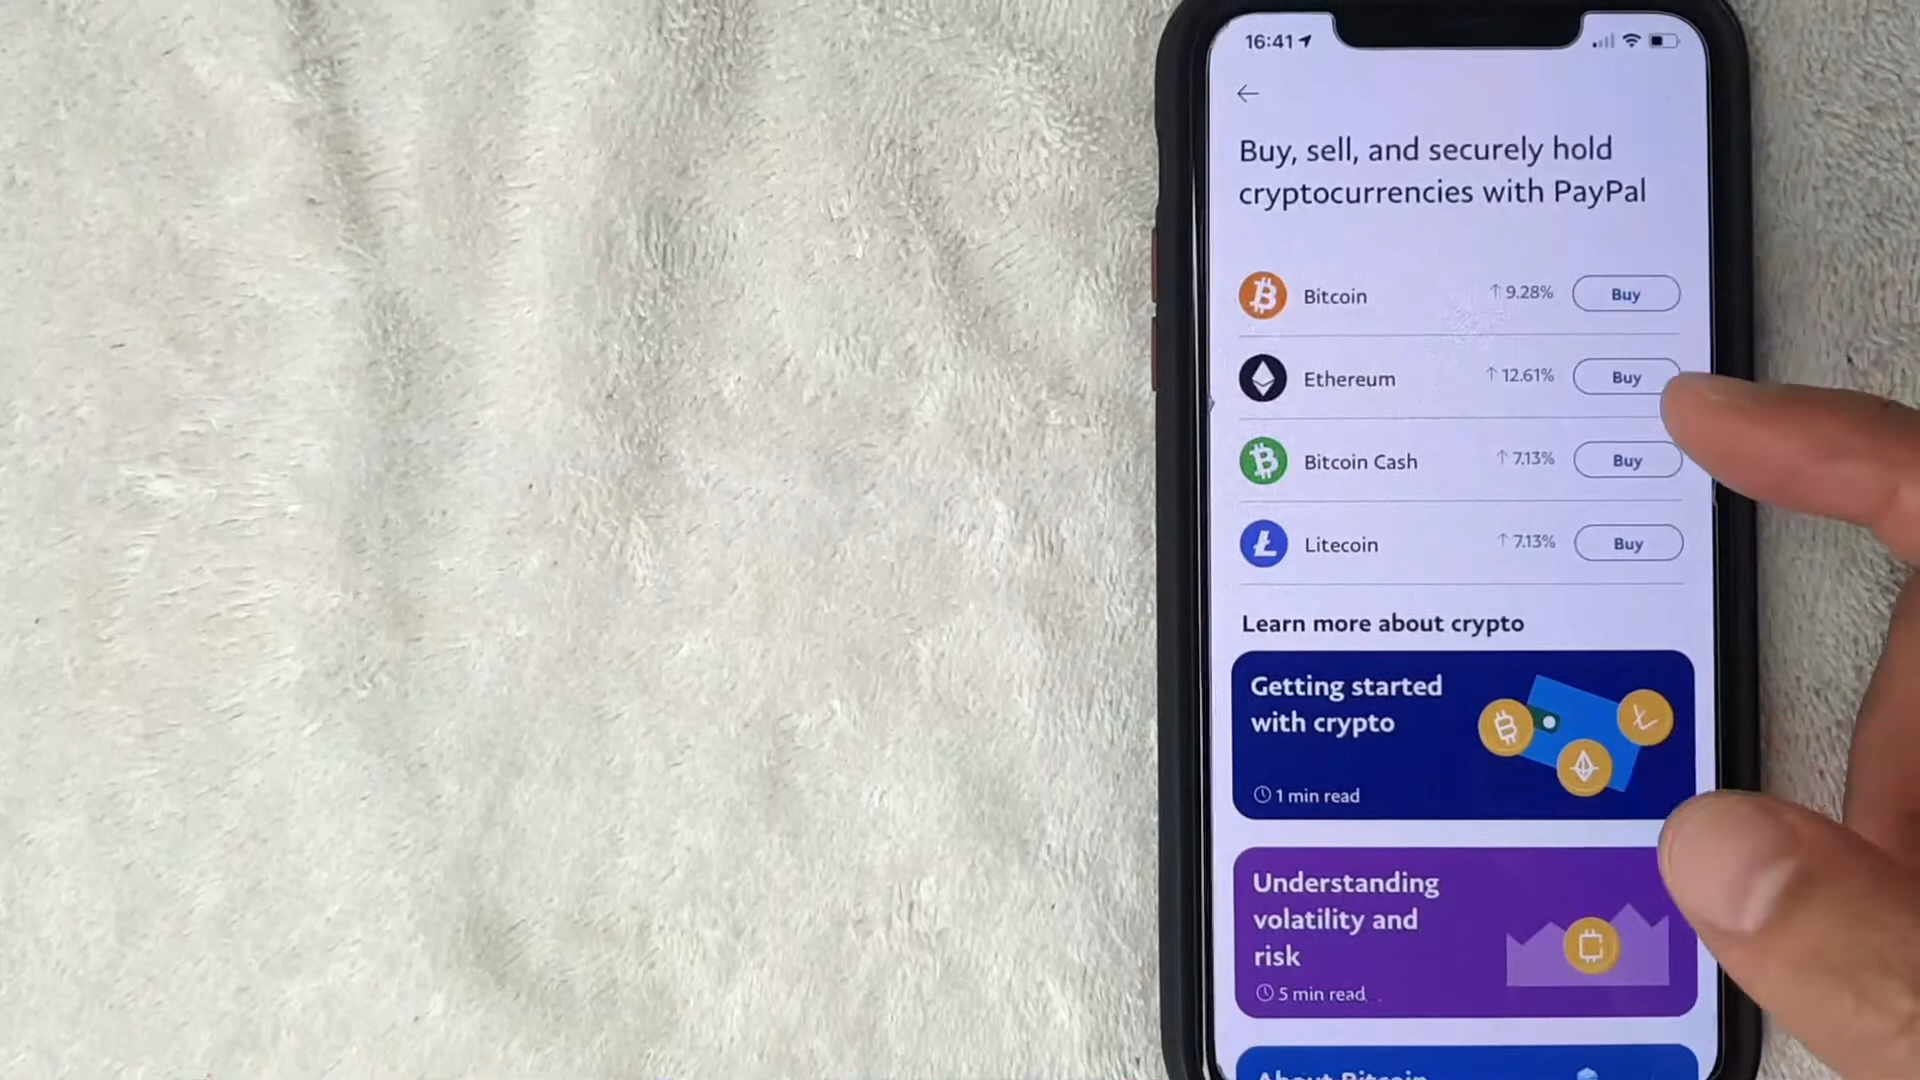 16:41
Buy, sell, and securely hold
cryptocurrencies with PayPal
Bitcoin ↑9.28% Buy
Ethereum ↑12.61% Buy
Bitcoin Cash ↑7.13% Buy
Litecoin ↑7.13% Buy
Learn more about crypto
Getting started
with crypto
1 min read
Understanding
volatility and
risk
5 min read
About Bitcoin